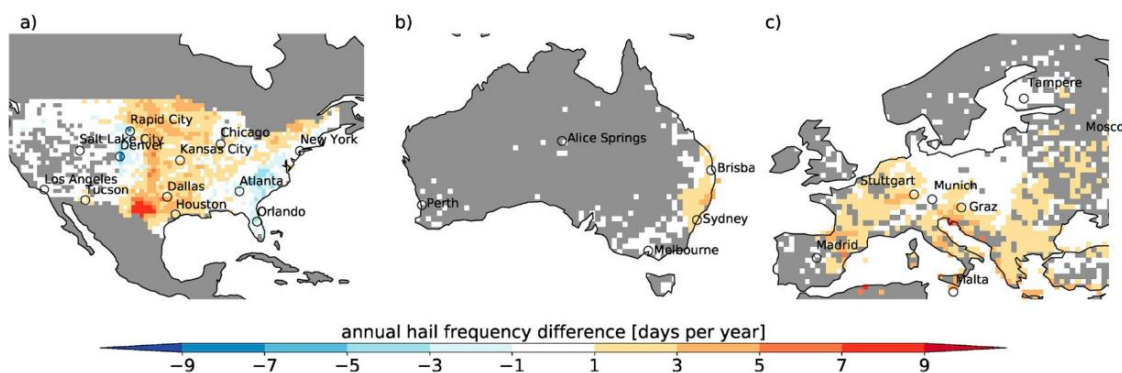 a)
Rapid City
Salt Lake City
Denver
Chicago
New York
Kansas City
Los Angeles
Tucson
Dallas
Atlanta
Houston
Orlando
b)
Alice Springs
Brisba
Perth
Sydney
Melbourne
c)
Tampere
Mosco
Stuttgart
Munich
Graz
Madrid
Malta
annual hail frequency difference [days per year]
−9 −7 −5 −3 −1 1 3 5 7 9